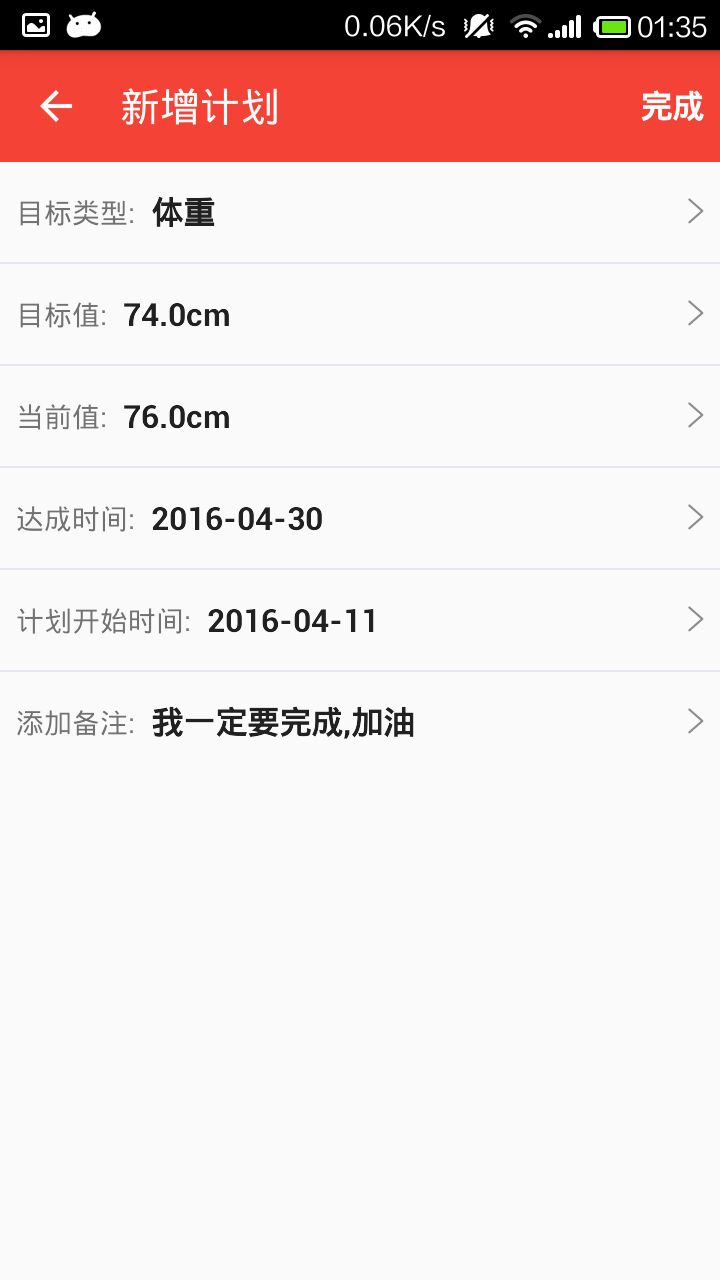 0.06K/s 01:35
新增计划 完成
目标类型: 体重
目标值: 74.0cm
当前值: 76.0cm
达成时间: 2016-04-30
计划开始时间: 2016-04-11
添加备注: 我一定要完成,加油